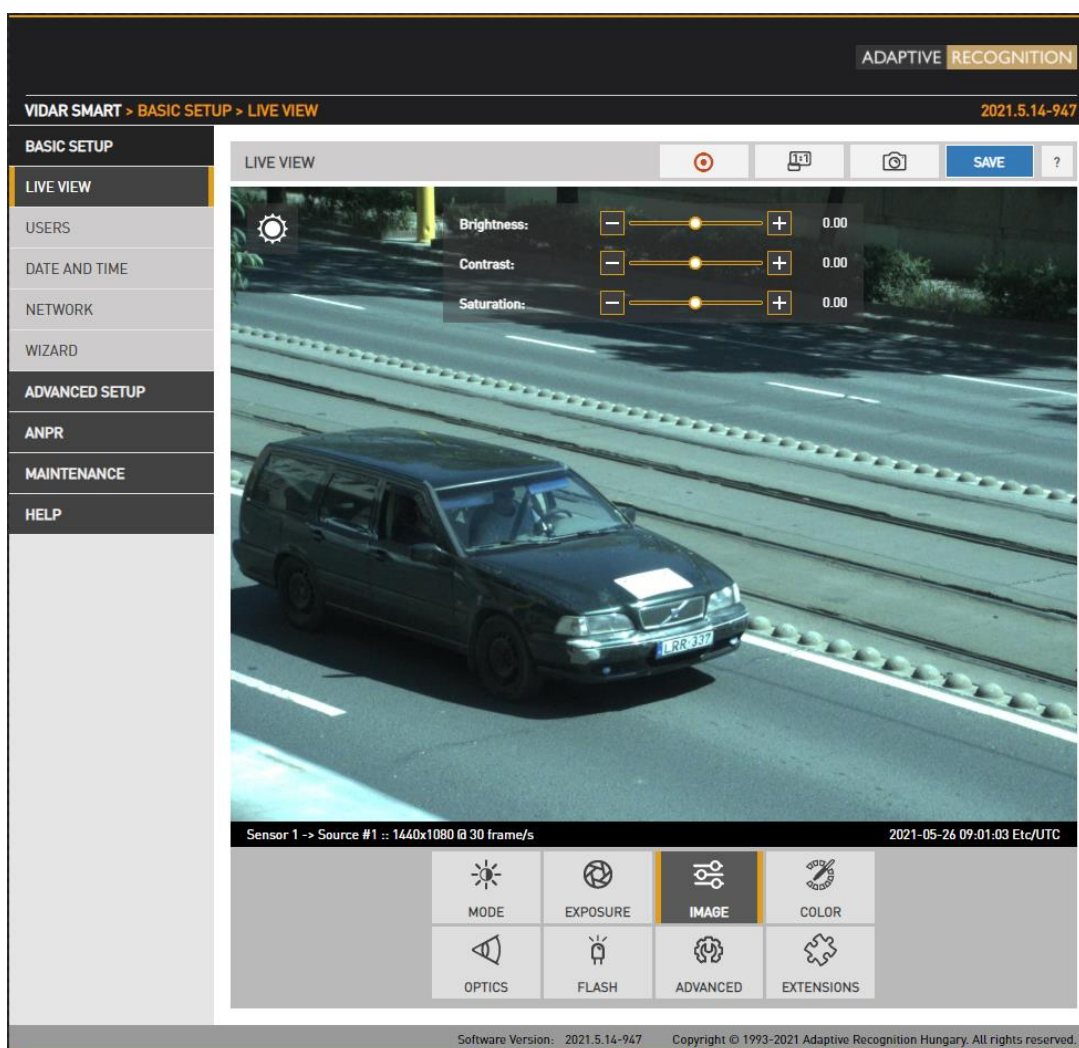 ADAPTIVE RECOGNITION
VIDAR SMART > BASIC SETUP > LIVE VIEW 2021.5.14-947
BASIC SETUP
LIVE VIEW
USERS
DATE AND TIME
NETWORK
WIZARD
ADVANCED SETUP
ANPR
MAINTENANCE
HELP
LIVE VIEW 1:1 SAVE ?
Brightness: 0.00
Contrast: 0.00
Saturation: 0.00
LRR-337
Sensor 1 -> Source #1 :: 1440x1080 @ 30 frame/s 2021-05-26 09:01:03 Etc/UTC
MODE EXPOSURE IMAGE COLOR
OPTICS FLASH ADVANCED EXTENSIONS
Software Version: 2021.5.14-947 Copyright © 1993-2021 Adaptive Recognition Hungary. All rights reserved.